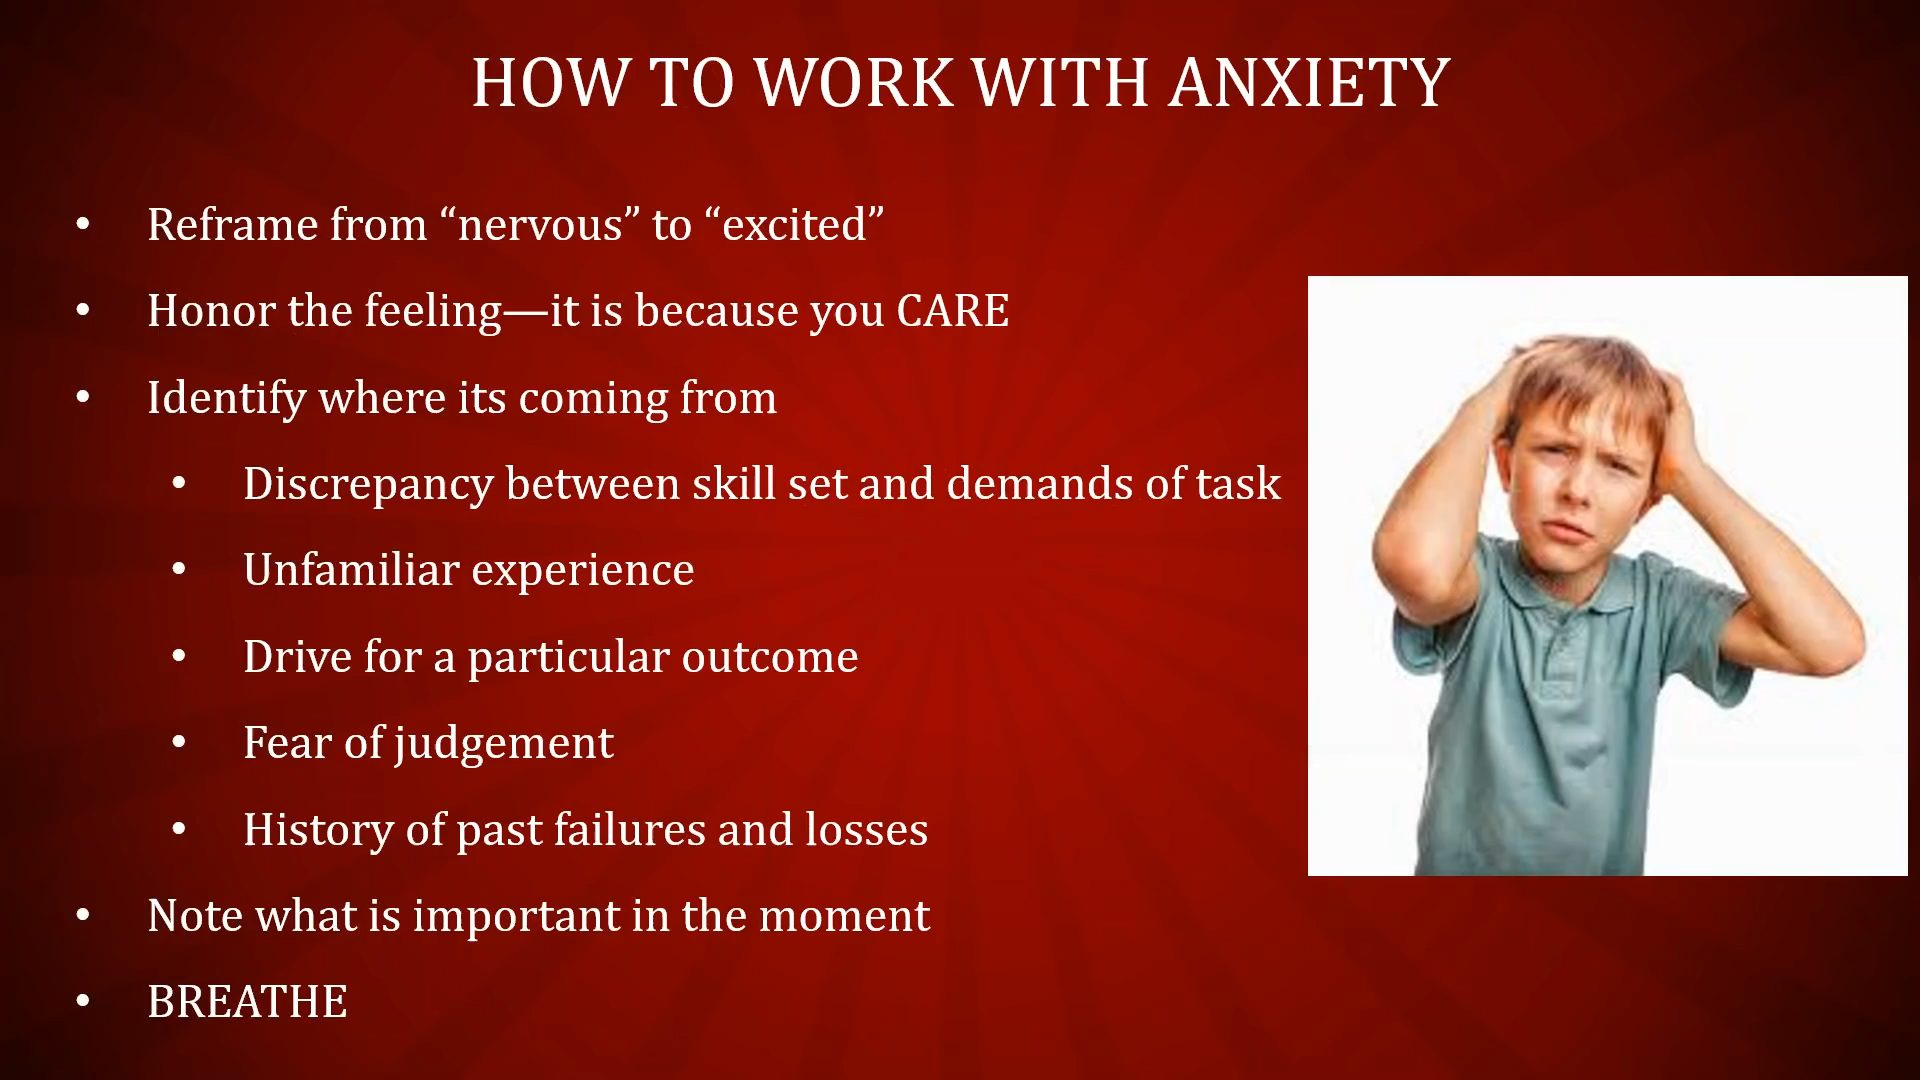 HOW TO WORK WITH ANXIETY
• Reframe from “nervous” to “excited”
• Honor the feeling—it is because you CARE
• Identify where its coming from
• Discrepancy between skill set and demands of task
• Unfamiliar experience
• Drive for a particular outcome
• Fear of judgement
• History of past failures and losses
• Note what is important in the moment
• BREATHE